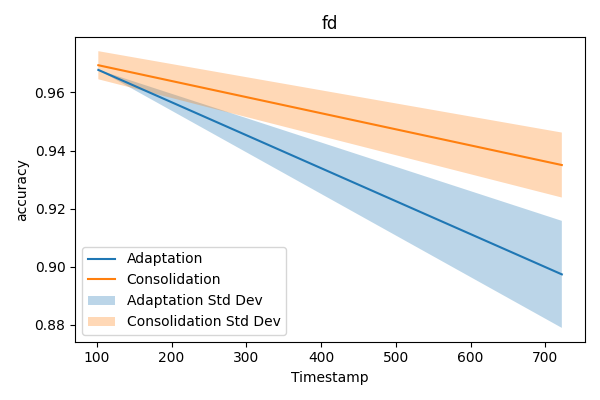 fd
accuracy
0.96
0.94
0.92
0.90
0.88
Adaptation
Consolidation
Adaptation Std Dev
Consolidation Std Dev
100 200 300 400 500 600 700
Timestamp